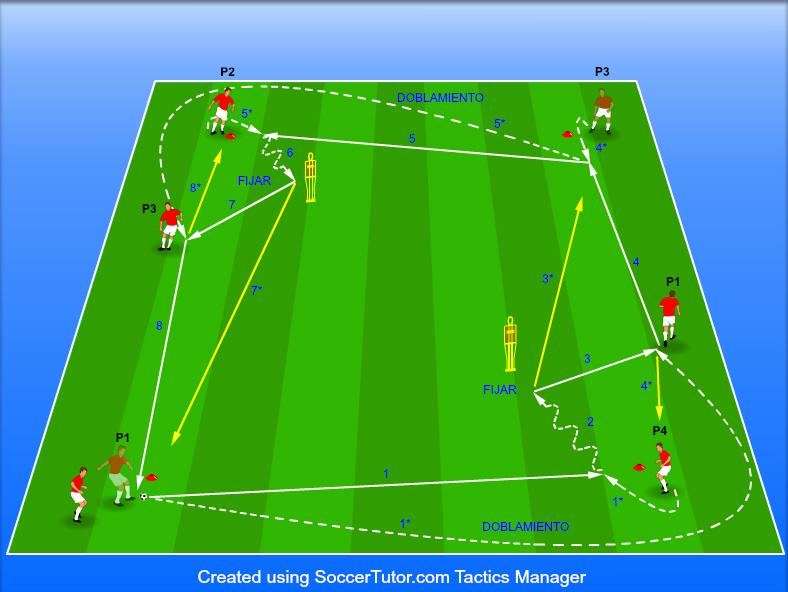 P2
P3
DOBLAMIENTO
5*
5*
5
4*
6
FIJAR
8*
7
P3
4
3*
P1
7*
8
3
4*
FIJAR
2
P4
P1
1
1*
1*
DOBLAMIENTO
Created using SoccerTutor.com Tactics Manager